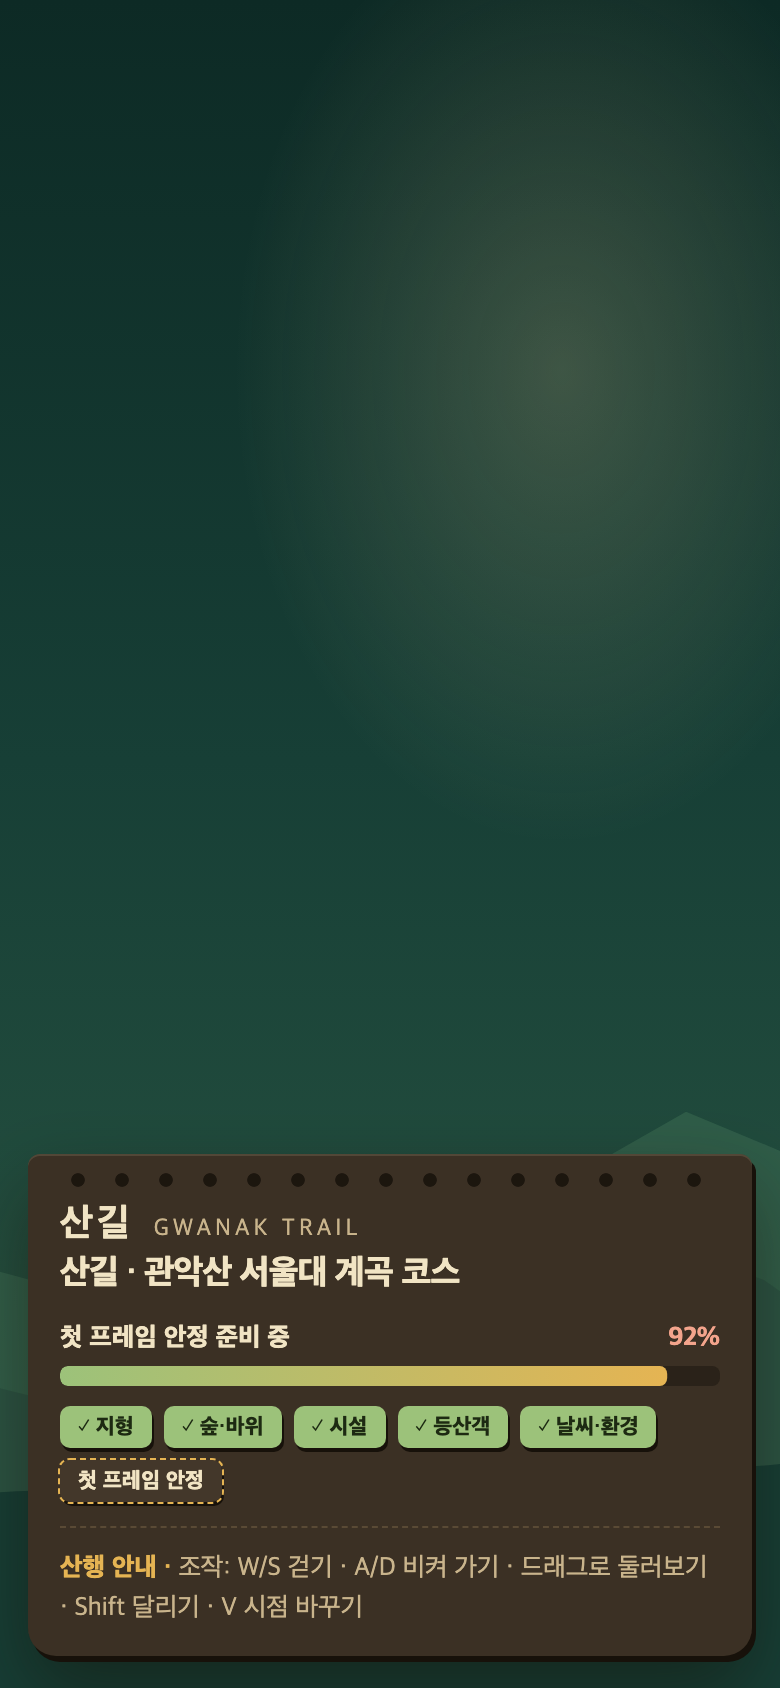 산길 GWANAK TRAIL
산길 · 관악산 서울대 계곡 코스
첫 프레임 안정 준비 중 92%
✓ 지형 ✓ 숲·바위 ✓ 시설 ✓ 등산객 ✓ 날씨·환경
첫 프레임 안정
산행 안내 · 조작: W/S 걷기 · A/D 비켜 가기 · 드래그로 둘러보기
· Shift 달리기 · V 시점 바꾸기